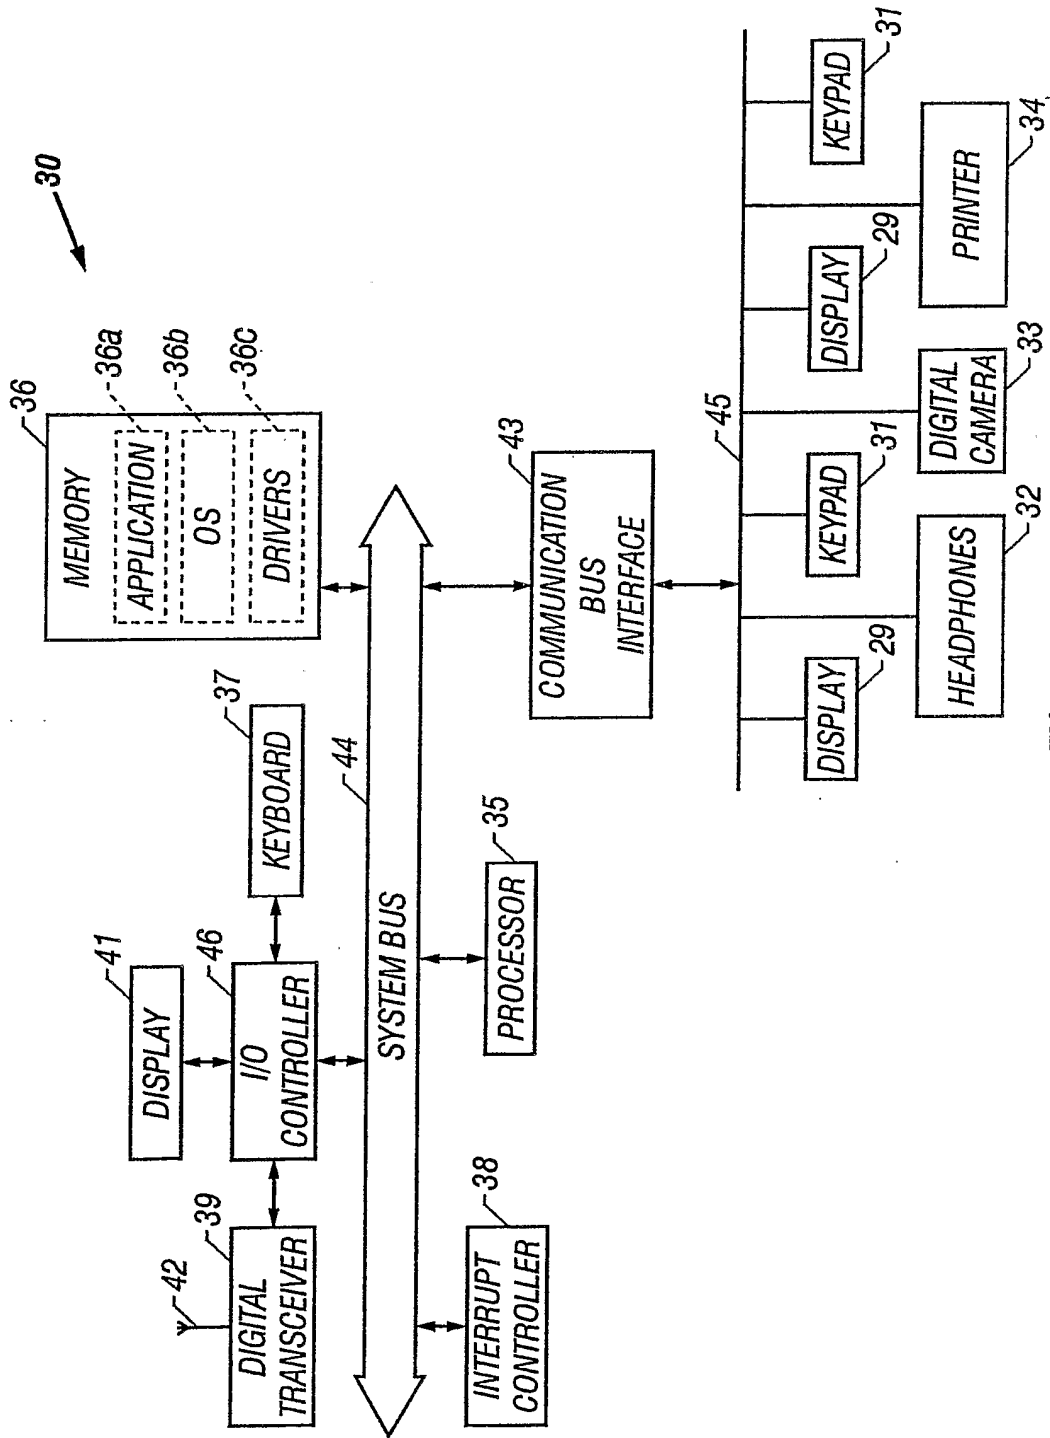 30
36
MEMORY
APPLICATION
36a
OS
36b
DRIVERS
36c
41
DISPLAY
37
KEYBOARD
46
I/O
CONTROLLER
42
39
DIGITAL
TRANSCEIVER
44
SYSTEM BUS
38
INTERRUPT
CONTROLLER
35
PROCESSOR
43
COMMUNICATION
BUS
INTERFACE
45
DISPLAY
29
KEYPAD
31
DISPLAY
29
KEYPAD
31
HEADPHONES
32
DIGITAL
CAMERA
33
PRINTER
34